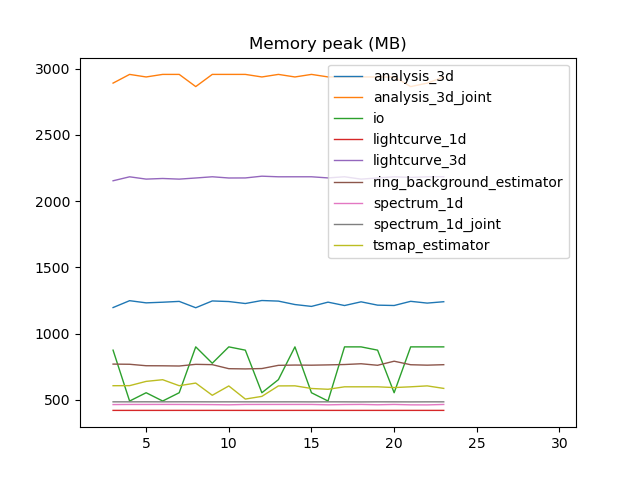 Memory peak (MB)
3000
2500
2000
1500
1000
500
analysis_3d
analysis_3d_joint
io
lightcurve_1d
lightcurve_3d
ring_background_estimator
spectrum_1d
spectrum_1d_joint
tsmap_estimator
5 10 15 20 25 30